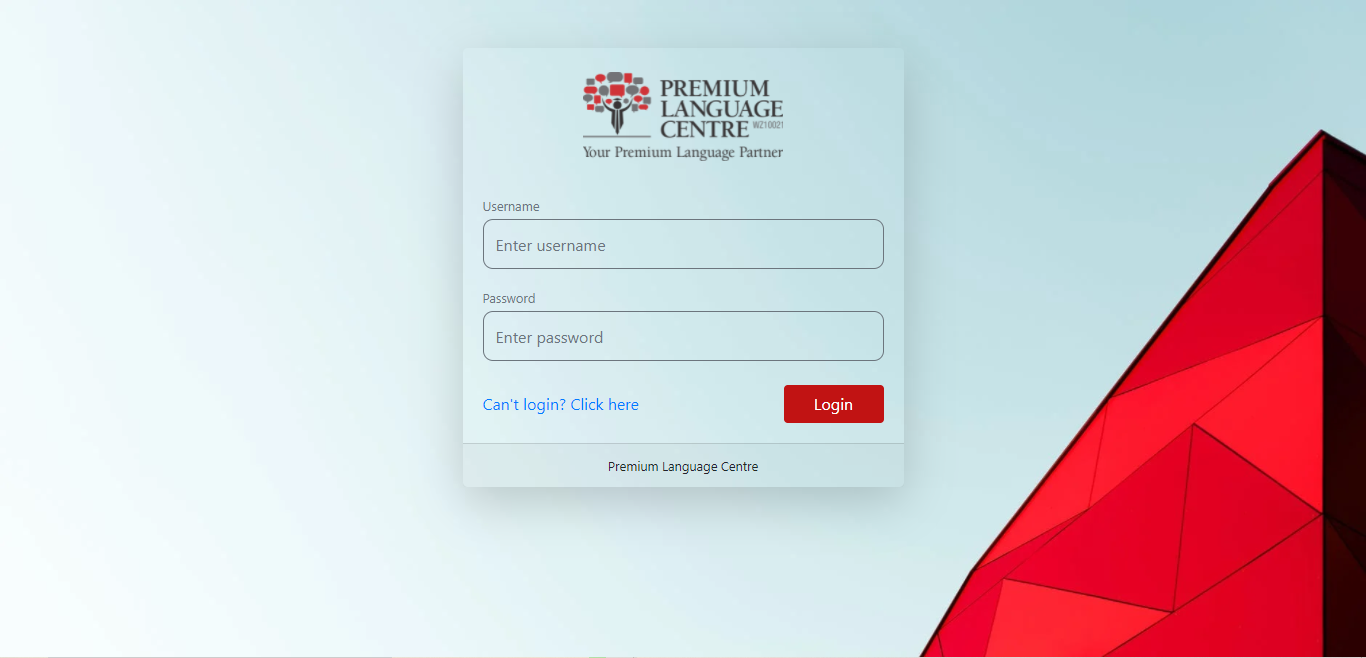 PREMIUM
LANGUAGE
CENTRE WZ10021
Your Premium Language Partner
Username
Enter username
Password
Enter password
Can't login? Click here
Login
Premium Language Centre